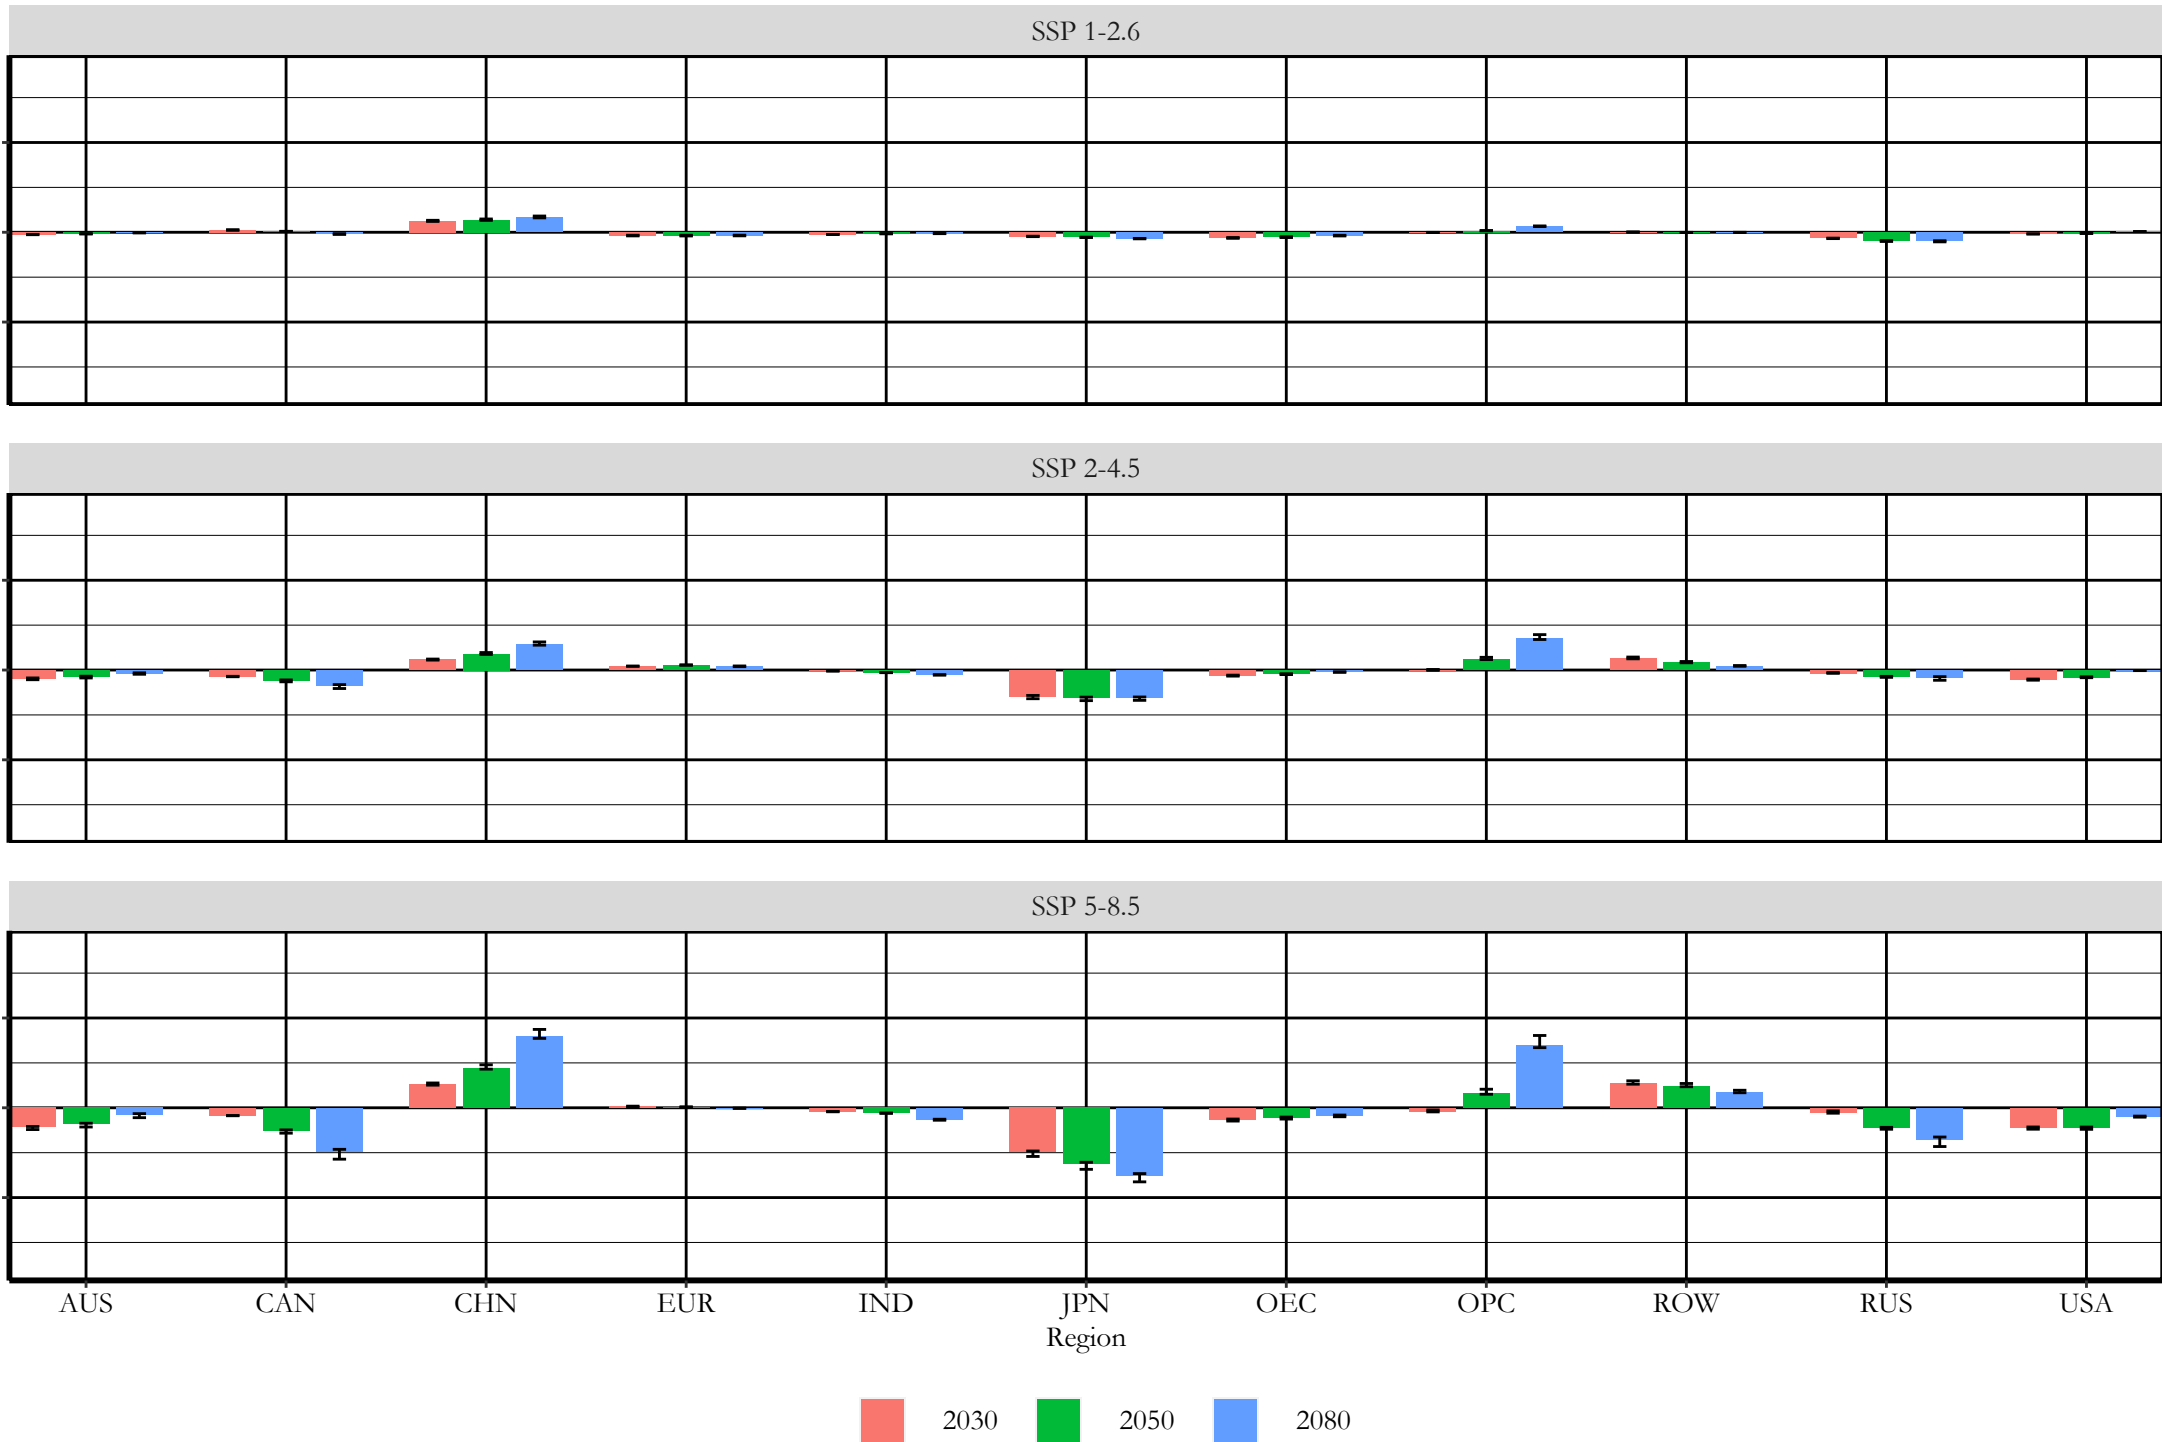 SSP 1-2.6
SSP 2-4.5
SSP 5-8.5
AUS CAN CHN EUR IND JPN OEC OPC ROW RUS USA
Region
2030 2050 2080